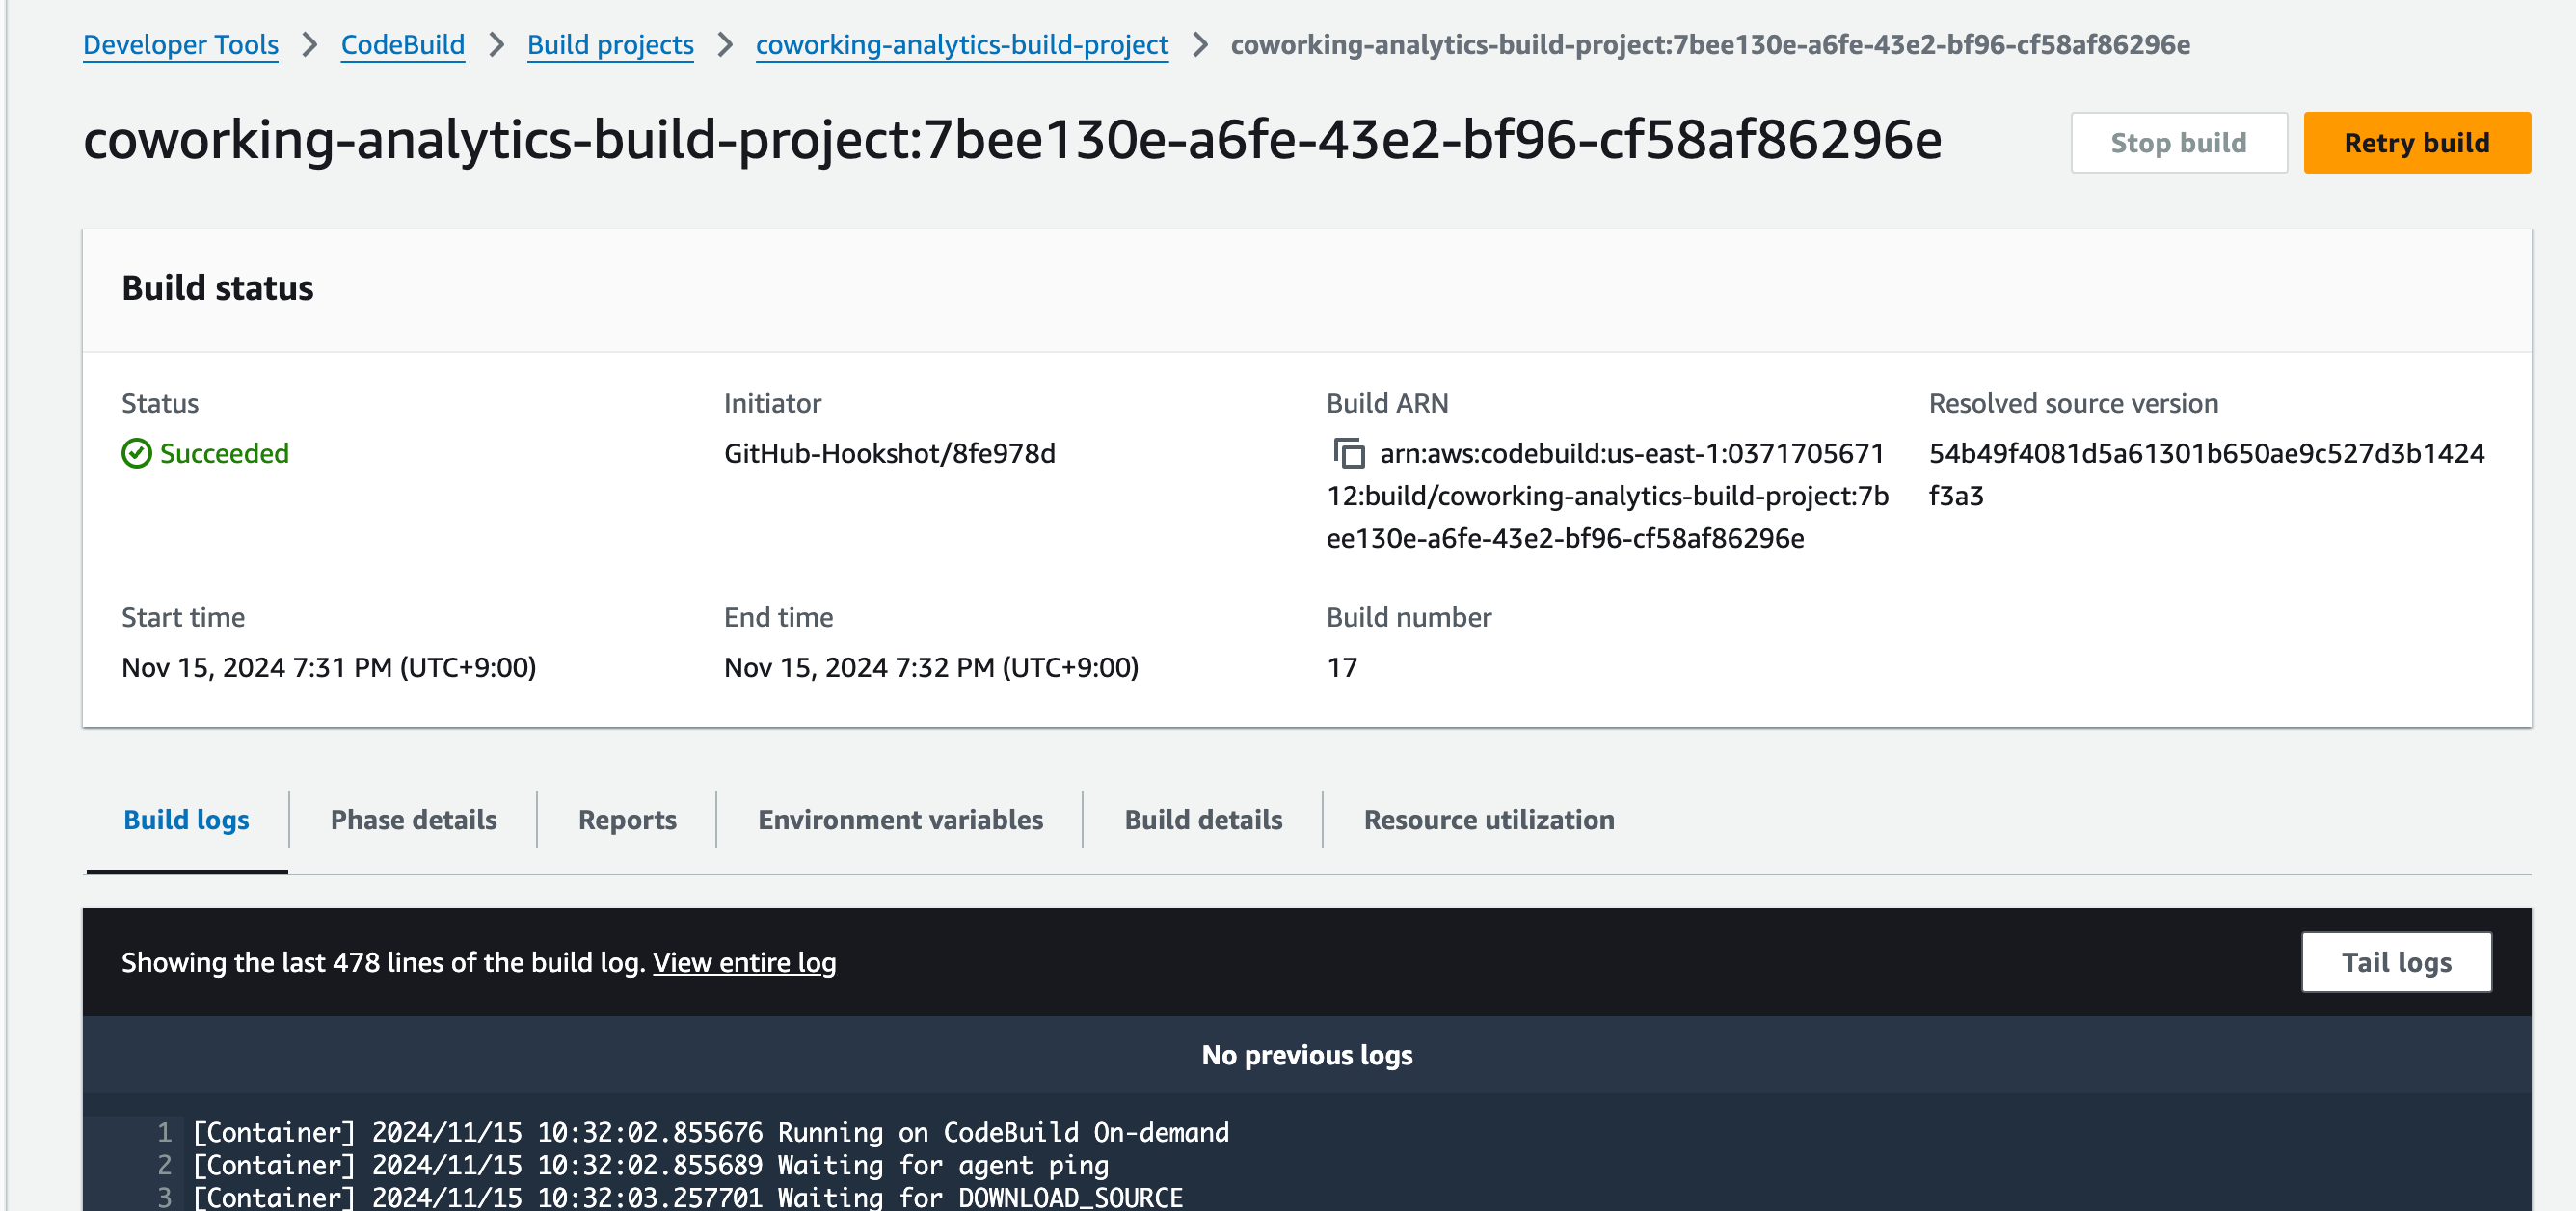 Developer Tools > CodeBuild > Build projects > coworking-analytics-build-project > coworking-analytics-build-project:7bee130e-a6fe-43e2-bf96-cf58af86296e
coworking-analytics-build-project:7bee130e-a6fe-43e2-bf96-cf58af86296e
Stop build
Retry build
Build status
Status
Succeeded
Initiator
GitHub-Hookshot/8fe978d
Build ARN
arn:aws:codebuild:us-east-1:0371705671
12:build/coworking-analytics-build-project:7b
ee130e-a6fe-43e2-bf96-cf58af86296e
Resolved source version
54b49f4081d5a61301b650ae9c527d3b1424
f3a3
Start time
Nov 15, 2024 7:31 PM (UTC+9:00)
End time
Nov 15, 2024 7:32 PM (UTC+9:00)
Build number
17
Build logs
Phase details
Reports
Environment variables
Build details
Resource utilization
Showing the last 478 lines of the build log. View entire log
Tail logs
No previous logs
1 [Container] 2024/11/15 10:32:02.855676 Running on CodeBuild On-demand
2 [Container] 2024/11/15 10:32:02.855689 Waiting for agent ping
3 [Container] 2024/11/15 10:32:03.257701 Waiting for DOWNLOAD_SOURCE